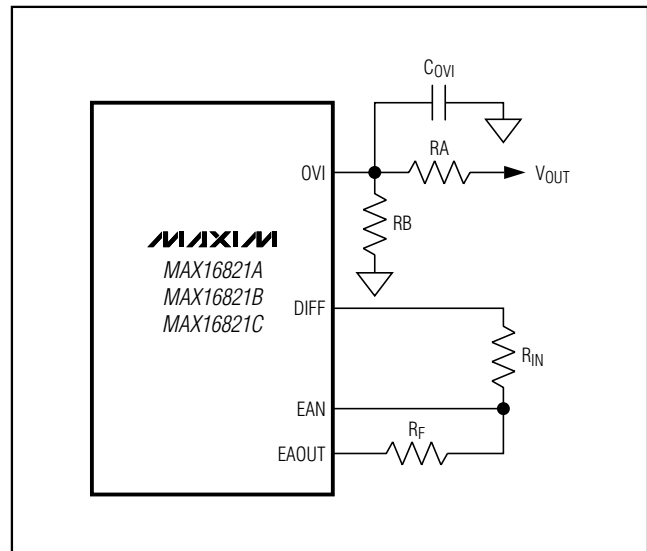 C_OVI
RA
OVI
V_OUT
RB
MAXIM
MAX16821A
MAX16821B
MAX16821C
DIFF
R_IN
EAN
R_F
EAOUT